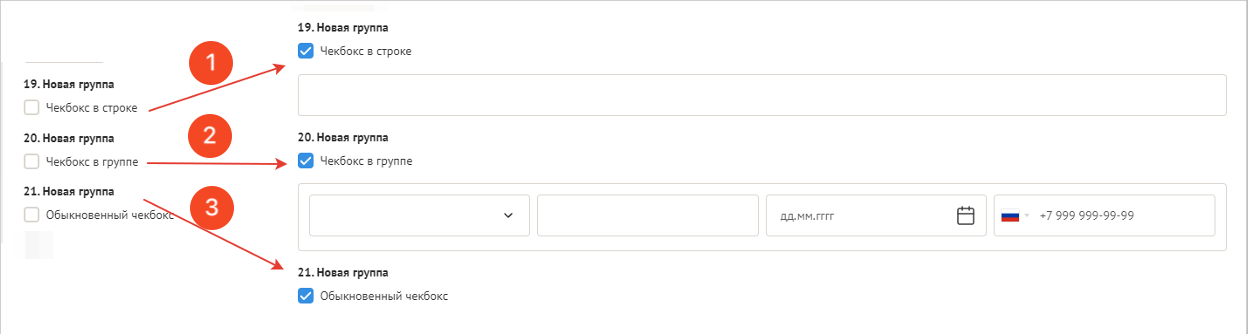 19. Новая группа
Чекбокс в строке
20. Новая группа
Чекбокс в группе
21. Новая группа
Обыкновенный чекбокс
1
2
3
19. Новая группа
Чекбокс в строке
20. Новая группа
Чекбокс в группе
дд.мм.гггг
+7 999 999-99-99
21. Новая группа
Обыкновенный чекбокс